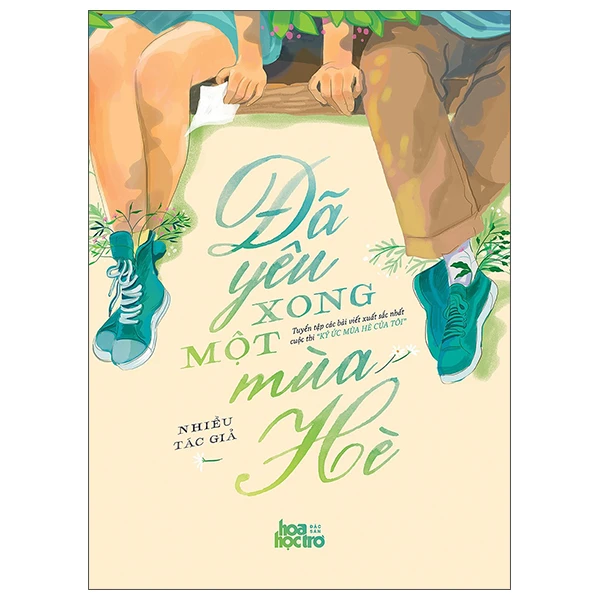 Đã
yêu
XONG
Tuyển tập các bài viết xuất sắc nhất
cuộc thi "KÝ ỨC MÙA HÈ CỦA TÔI"
MỘT
mùa
NHIỀU
TÁC GIẢ
Hè
hoa ĐẶC SAN
học trò